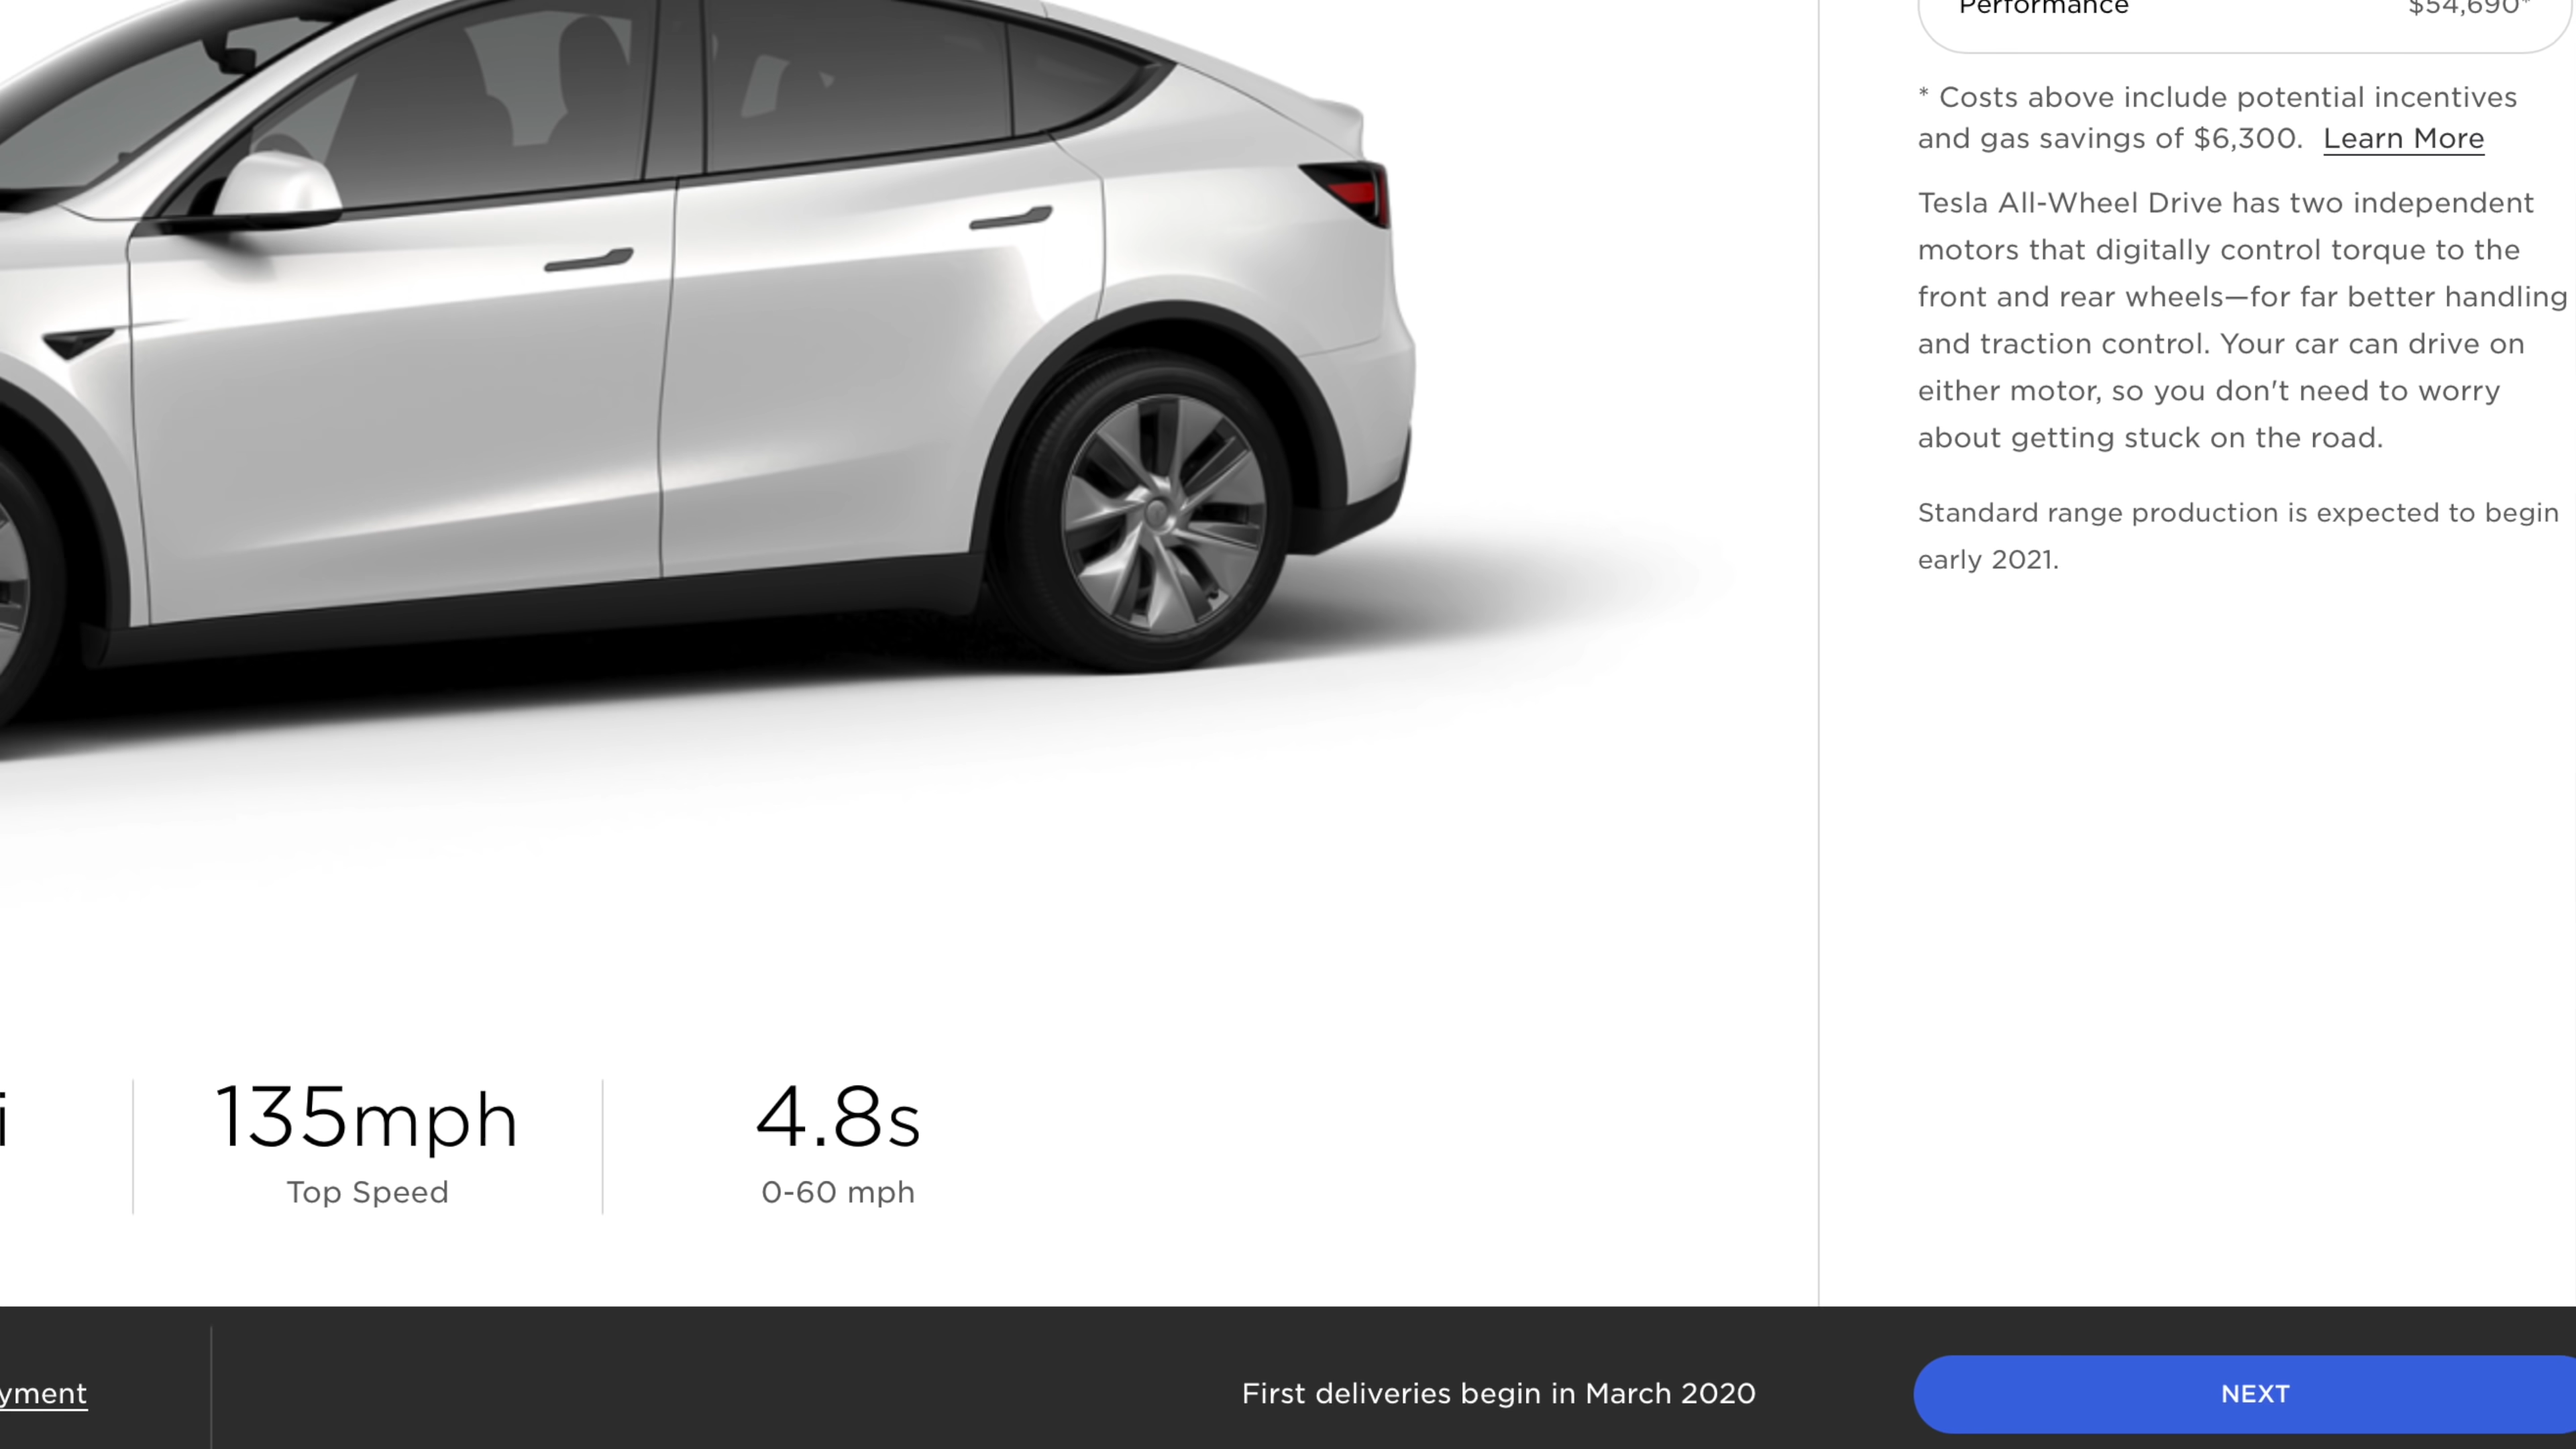 Performance $54,690*
* Costs above include potential incentives
and gas savings of $6,300. Learn More
Tesla All-Wheel Drive has two independent
motors that digitally control torque to the
front and rear wheels—for far better handling
and traction control. Your car can drive on
either motor, so you don't need to worry
about getting stuck on the road.
Standard range production is expected to begin
early 2021.
i
135mph
Top Speed
4.8s
0-60 mph
yment
First deliveries begin in March 2020
NEXT